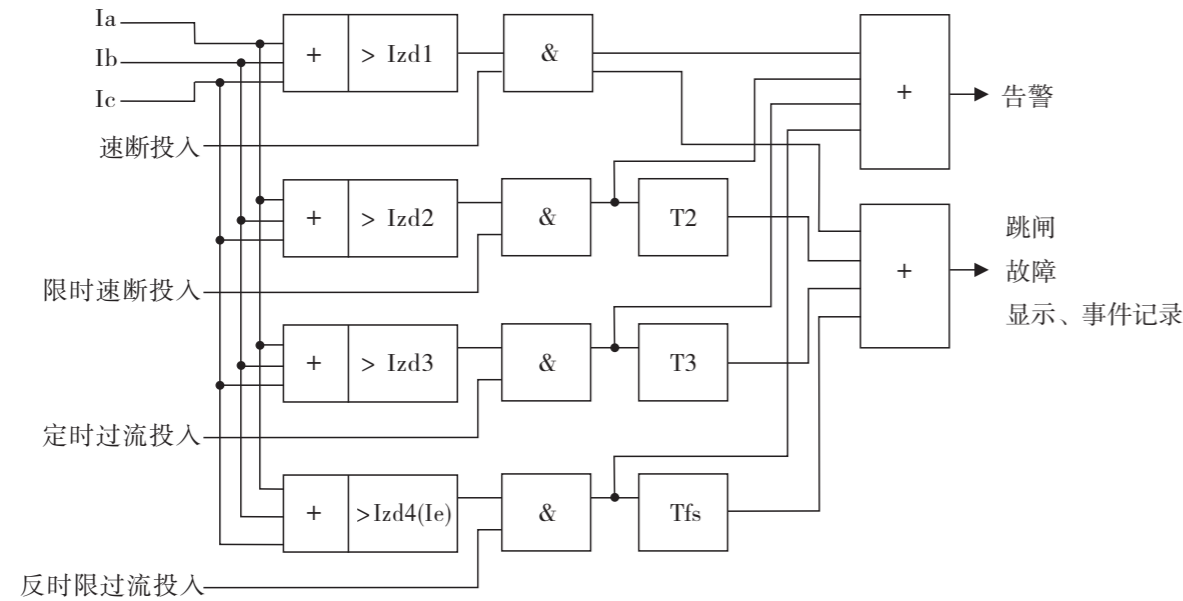 Ia
Ib
Ic
+
> Izd1
&
+
告警
速断投入
+
> Izd2
&
T2
+
跳闸
故障
显示、事件记录
限时速断投入
+
> Izd3
&
T3
定时过流投入
+
>Izd4(Ie)
&
Tfs
反时限过流投入